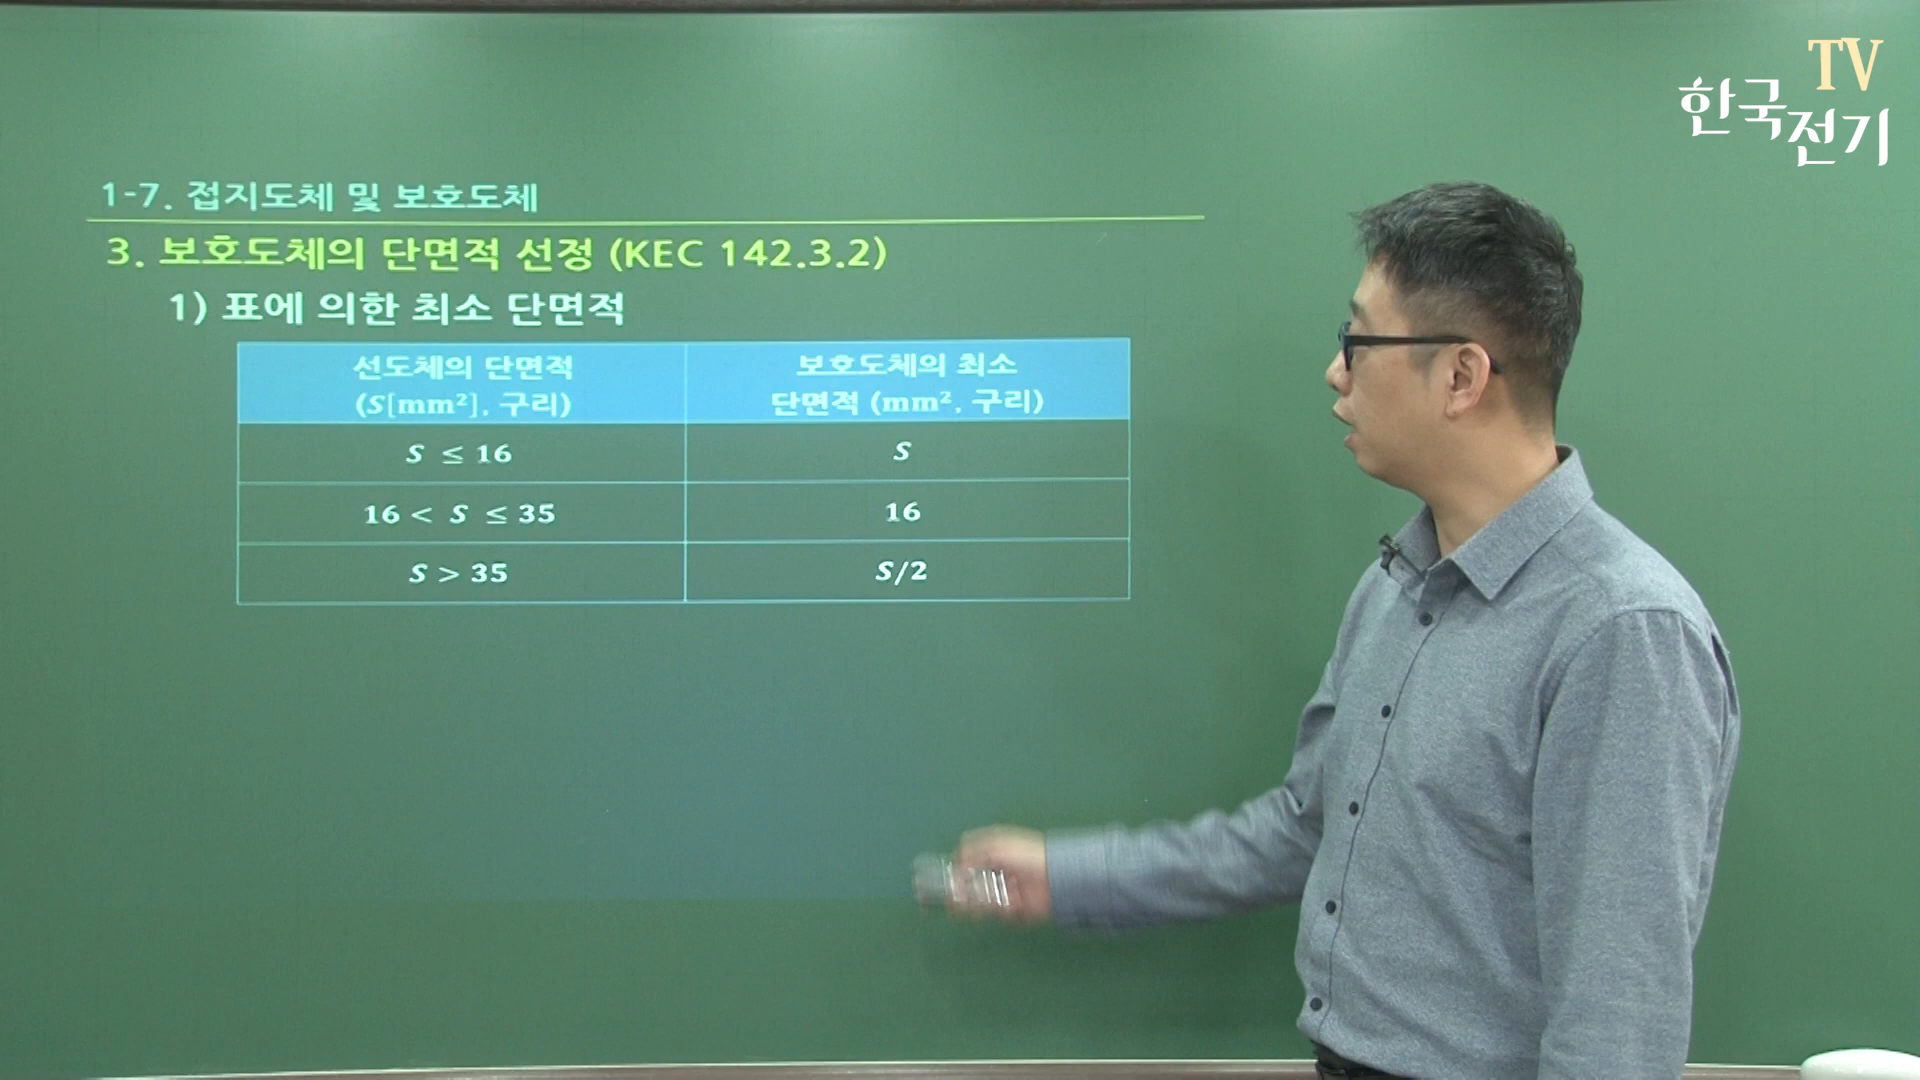 TV
한국전기
1-7. 접지도체 및 보호도체
3. 보호도체의 단면적 선정 (KEC 142.3.2)
1) 표에 의한 최소 단면적
선도체의 단면적
(S[mm²], 구리)
보호도체의 최소
단면적 (mm², 구리)
S ≤ 16
S
16 < S ≤ 35
16
S > 35
S/2